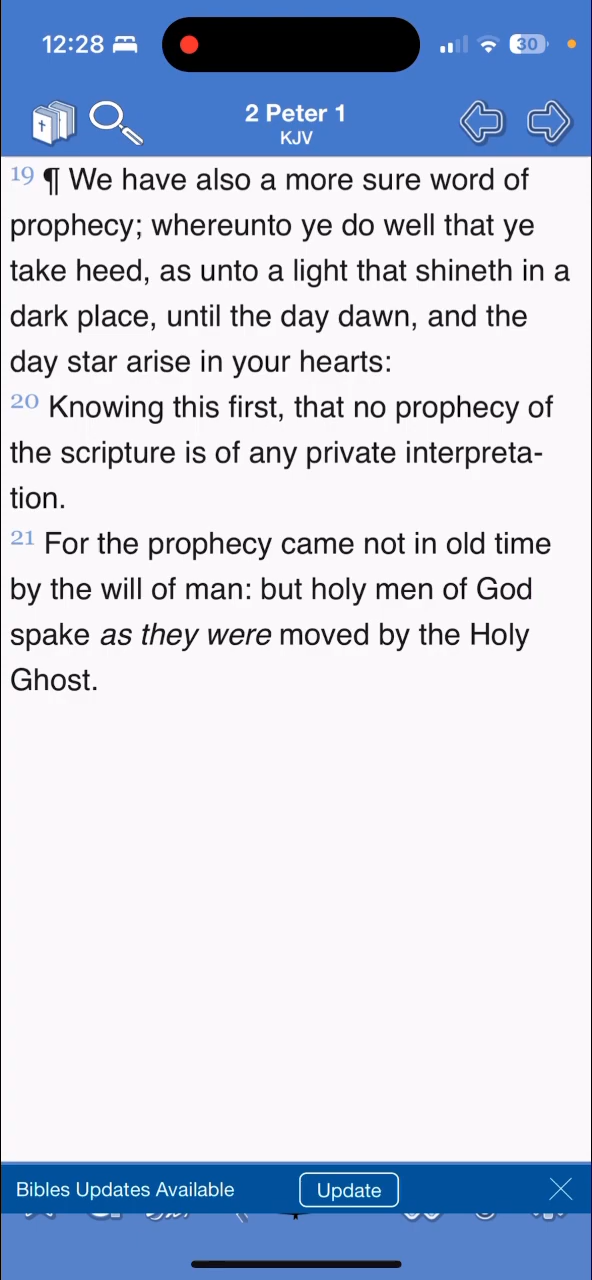 12:28
30
2 Peter 1
KJV
19 ¶ We have also a more sure word of
prophecy; whereunto ye do well that ye
take heed, as unto a light that shineth in a
dark place, until the day dawn, and the
day star arise in your hearts:
20 Knowing this first, that no prophecy of
the scripture is of any private interpreta-
tion.
21 For the prophecy came not in old time
by the will of man: but holy men of God
spake as they were moved by the Holy
Ghost.
Bibles Updates Available
Update